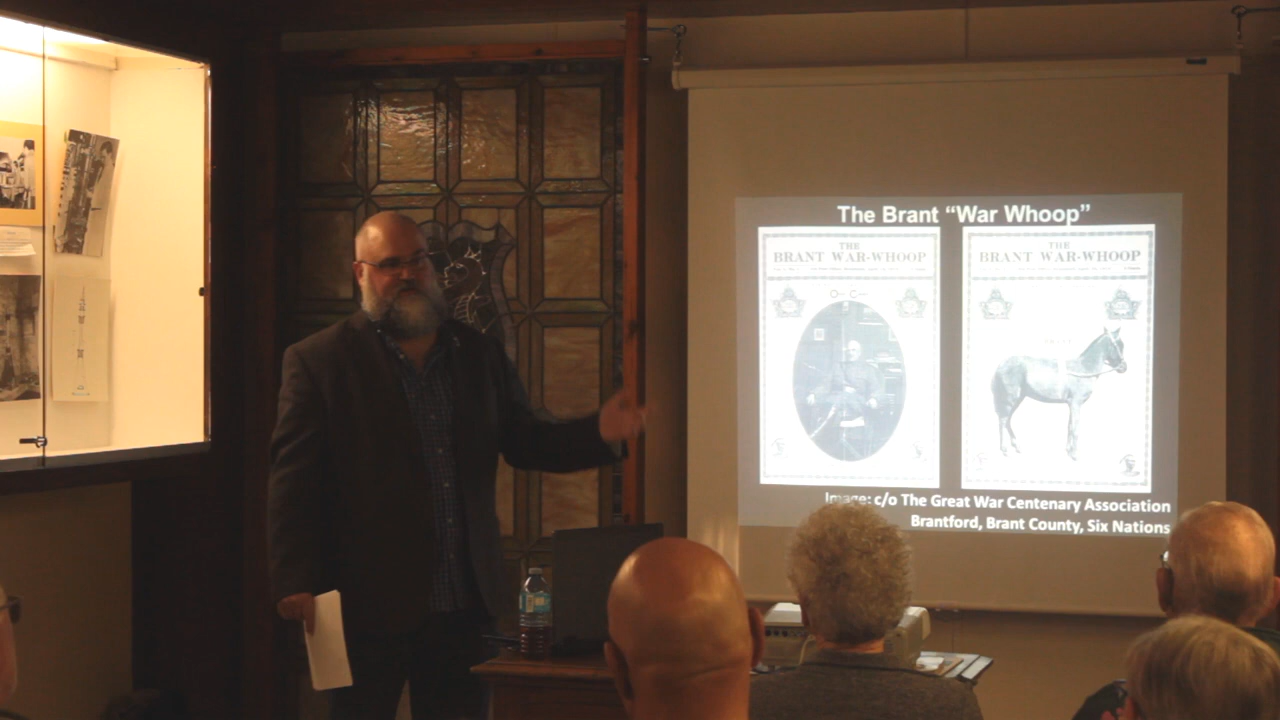 The Brant “War Whoop”
THE
BRANT WAR-WHOOP
THE
BRANT WAR-WHOOP
Image: c/o The Great War Centenary Association
Brantford, Brant County, Six Nations